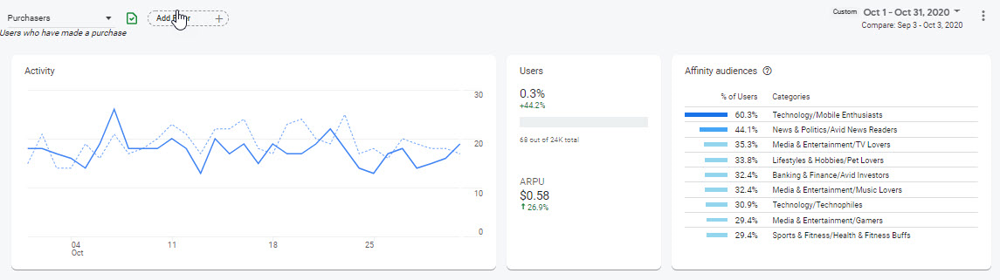 Purchasers
Add
Users who have made a purchase
Custom Oct 1 - Oct 31, 2020
Compare: Sep 3 - Oct 3, 2020
Activity
30
20
10
0
04
Oct
11
18
25
Users
0.3%
+44.2%
68 out of 24K total
ARPU
$0.58
26.9%
Affinity audiences
% of Users Categories
60.3% Technology/Mobile Enthusiasts
44.1% News & Politics/Avid News Readers
35.3% Media & Entertainment/TV Lovers
33.8% Lifestyles & Hobbies/Pet Lovers
32.4% Banking & Finance/Avid Investors
32.4% Media & Entertainment/Music Lovers
30.9% Technology/Technophiles
29.4% Media & Entertainment/Gamers
29.4% Sports & Fitness/Health & Fitness Buffs